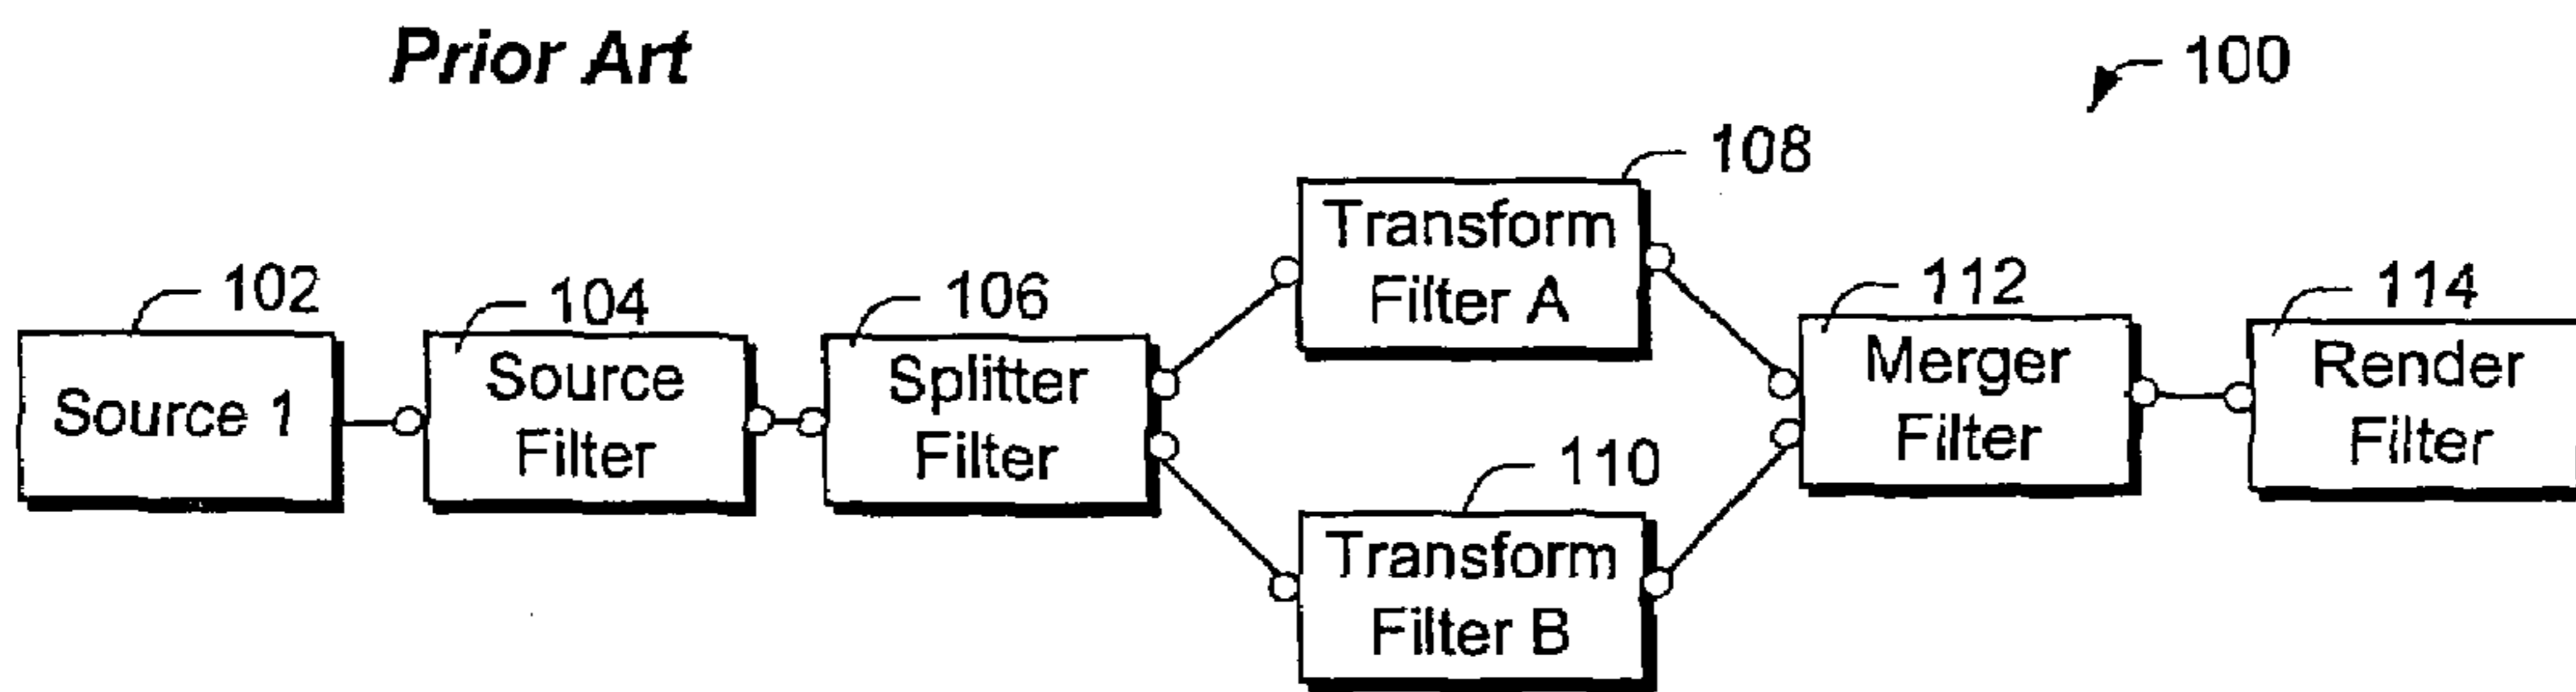 Prior Art
100
108
Transform
Filter A
102
Source 1
104
Source
Filter
106
Splitter
Filter
112
Merger
Filter
114
Render
Filter
110
Transform
Filter B